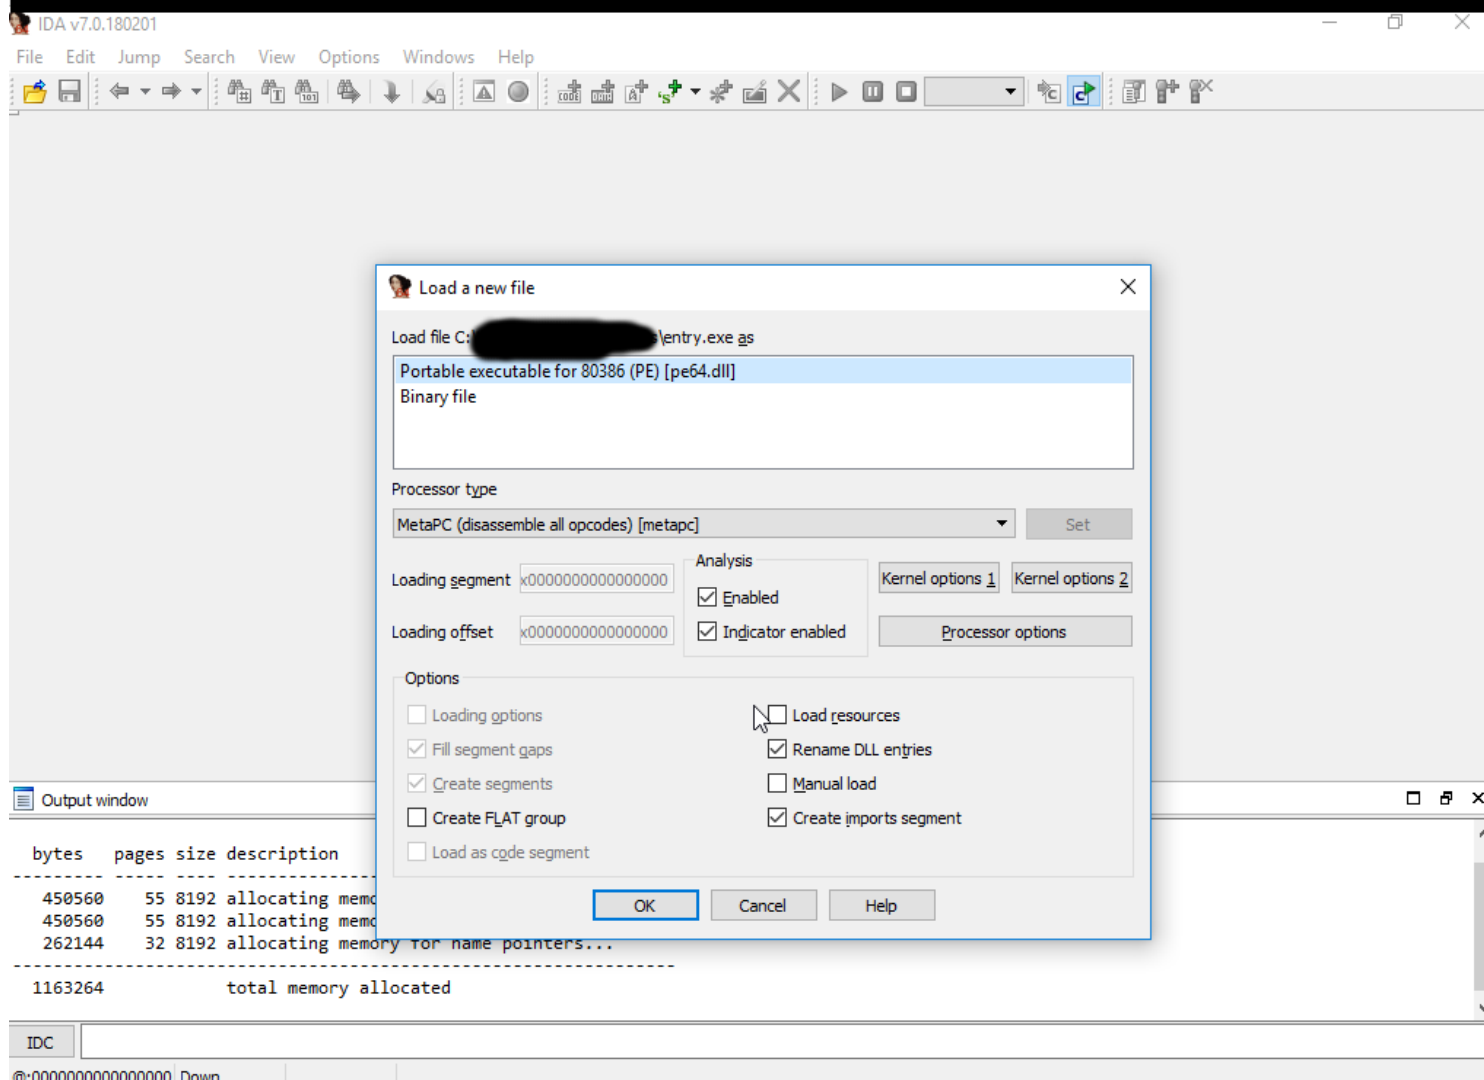 IDA v7.0.180201
File Edit Jump Search View Options Windows Help
Load a new file
Load file C: \entry.exe as
Portable executable for 80386 (PE) [pe64.dll]
Binary file
Processor type
MetaPC (disassemble all opcodes) [metapc]
Set
Analysis
Loading segment x0000000000000000
Enabled
Kernel options 1 Kernel options 2
Loading offset x0000000000000000
Indicator enabled
Processor options
Options
Loading options
Load resources
Fill segment gaps
Rename DLL entries
Create segments
Manual load
Create FLAT group
Create imports segment
Load as code segment
OK Cancel Help
Output window
bytes pages size description
--------- ----- ---- ---------------
450560 55 8192 allocating memo
450560 55 8192 allocating memo
262144 32 8192 allocating memory for name pointers...
-----------------------------------------------------------------
1163264 total memory allocated
IDC
@:0000000000000000 Down